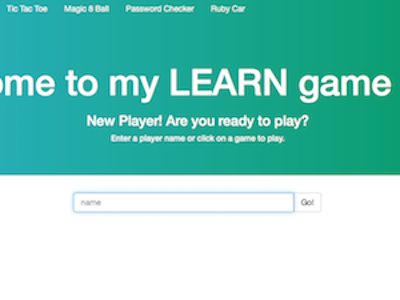 Tic Tac Toe Magic 8 Ball Password Checker Ruby Car
ome to my LEARN game
New Player! Are you ready to play?
Enter a player name or click on a game to play.
name Go!